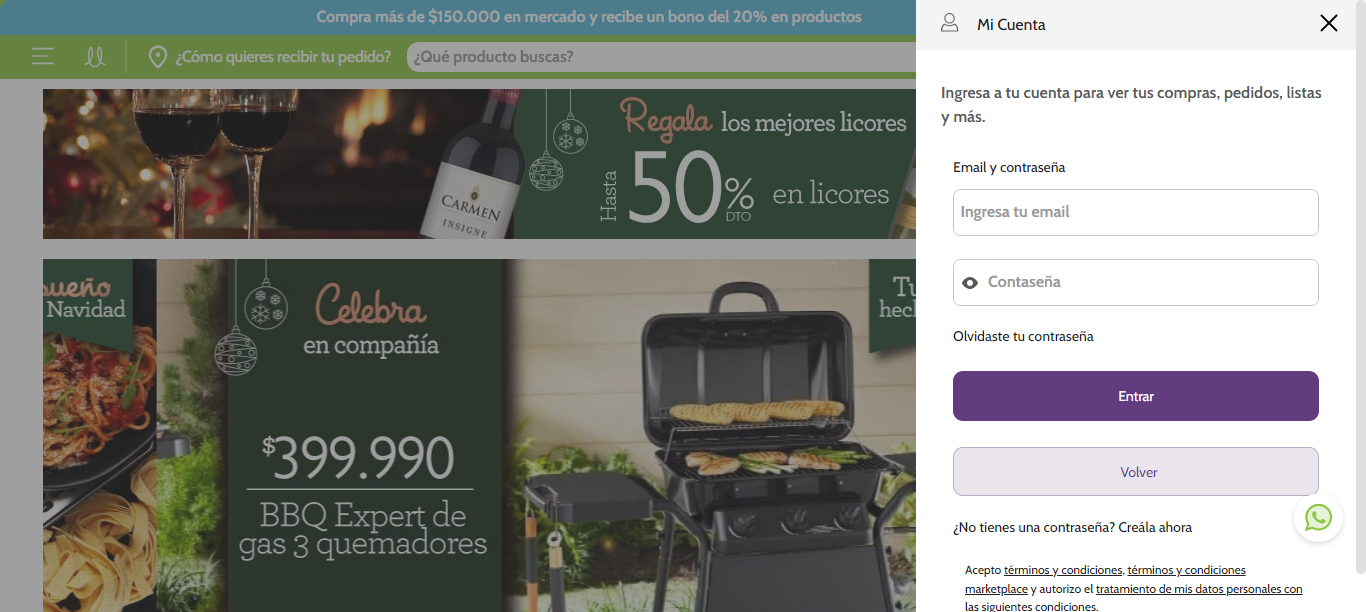 Compra más de $150.000 en mercado y recibe un bono del 20% en productos
¿Cómo quieres recibir tu pedido?
¿Qué producto buscas?
Regala los mejores licores
Hasta 50% DTO en licores
CARMEN
INSIGNE
sueño
Navidad
Celebra
en compañía
$399.990
BBQ Expert de
gas 3 quemadores
Tu
hech
Mi Cuenta
Ingresa a tu cuenta para ver tus compras, pedidos, listas
y más.
Email y contraseña
Ingresa tu email
Contaseña
Olvidaste tu contraseña
Entrar
Volver
¿No tienes una contraseña? Creála ahora
Acepto términos y condiciones, términos y condiciones
marketplace y autorizo el tratamiento de mis datos personales con
las siguientes condiciones.